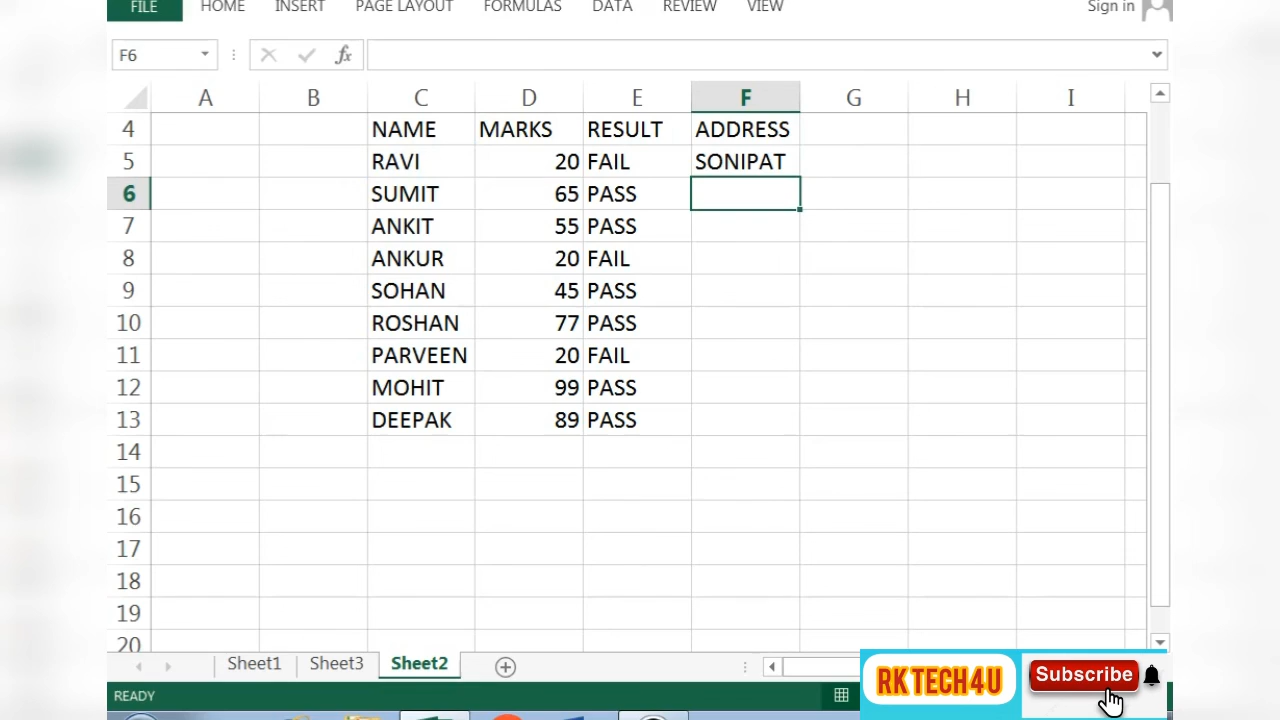 FILE HOME INSERT PAGE LAYOUT FORMULAS DATA REVIEW VIEW Sign in
F6 fx
A B C D E F G H I
4 NAME MARKS RESULT ADDRESS
5 RAVI 20 FAIL SONIPAT
6 SUMIT 65 PASS
7 ANKIT 55 PASS
8 ANKUR 20 FAIL
9 SOHAN 45 PASS
10 ROSHAN 77 PASS
11 PARVEEN 20 FAIL
12 MOHIT 99 PASS
13 DEEPAK 89 PASS
14
15
16
17
18
19
20
Sheet1 Sheet3 Sheet2
READY
RK TECH4U Subscribe